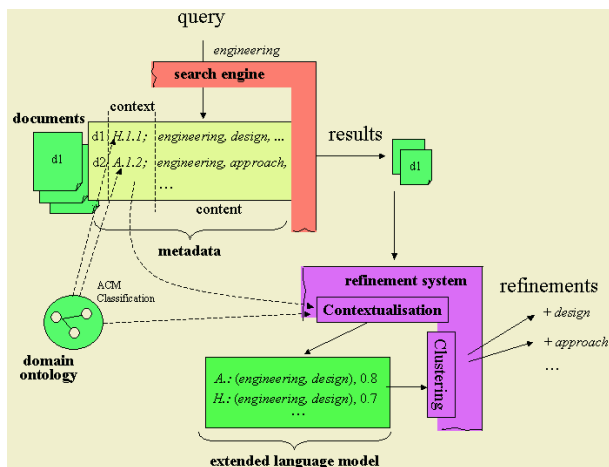 query
engineering
search engine
context
documents
d1 H.1.1; engineering, design, ...
d2 A.1.2; engineering, approach,
...
content
metadata
d1
results
d1
ACM
Classification
domain
ontology
refinement system
Contextualisation
Clustering
refinements
+ design
+ approach
...
A.: (engineering, design), 0.8
H.: (engineering, design), 0.7
...
extended language model